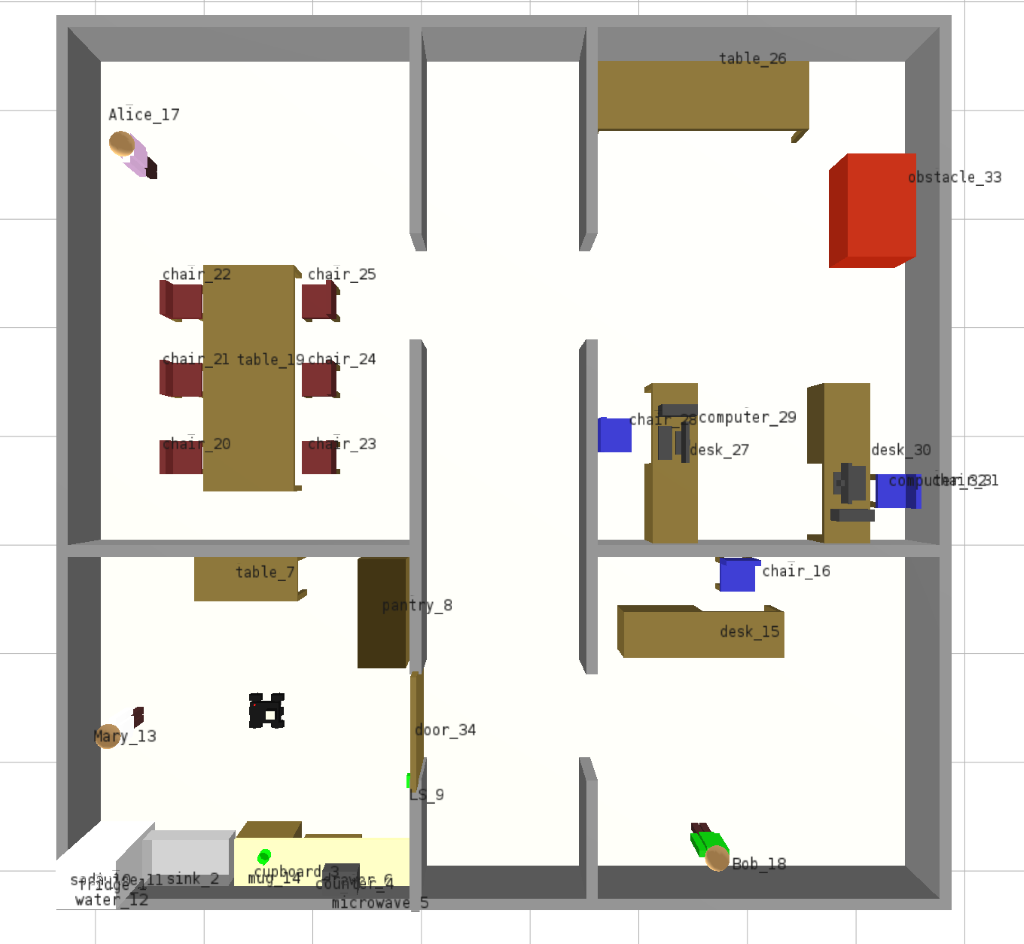 table_26
Alice_17
obstacle_33
chair_22
chair_25
chair_21
table_19
chair_24
computer_29
chair_28
chair_20
chair_23
desk_27
desk_30
table_7
chair_16
pantry_8
desk_15
door_34
Mary_13
LS_9
Bob_18
cupboard_3
sink_2
mug_14
counter_4
fridge_1
water_12
microwave_5